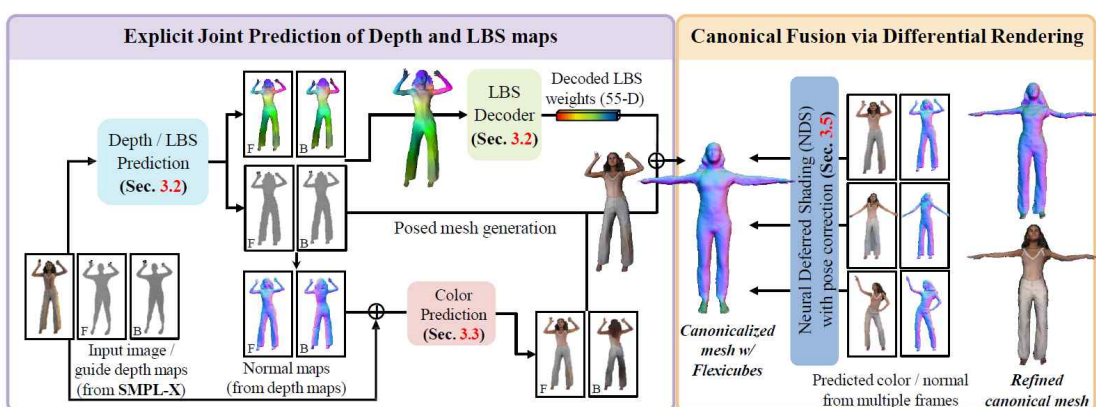 Explicit Joint Prediction of Depth and LBS maps
Canonical Fusion via Differential Rendering
F
B
LBS
Decoder
(Sec. 3.2)
Decoded LBS
weights (55-D)
Depth / LBS
Prediction
(Sec. 3.2)
F
B
Posed mesh generation
F
B
Input image /
guide depth maps
(from SMPL-X)
F
B
Normal maps
(from depth maps)
Color
Prediction
(Sec. 3.3)
F
B
Canonicalized
mesh w/
Flexicubes
Neural Deferred Shading (NDS)
with pose correction (Sec. 3.5)
Predicted color / normal
from multiple frames
Refined
canonical mesh